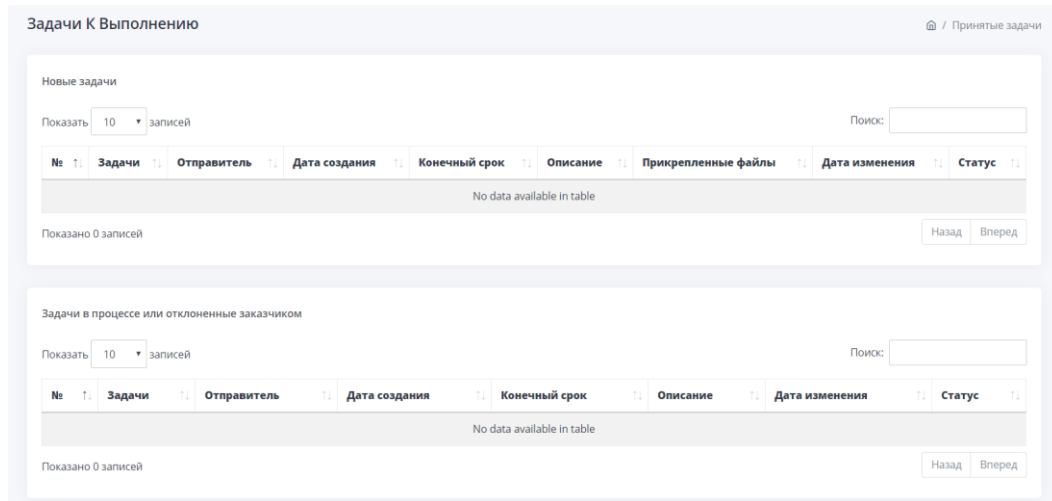 Задачи К Выполнению
/ Принятые задачи
Новые задачи
Показать 10 записей
Поиск:
№ Задачи Отправитель Дата создания Конечный срок Описание Прикрепленные файлы Дата изменения Статус
No data available in table
Показано 0 записей
Назад Вперед
Задачи в процессе или отклоненные заказчиком
Показать 10 записей
Поиск:
№ Задачи Отправитель Дата создания Конечный срок Описание Дата изменения Статус
No data available in table
Показано 0 записей
Назад Вперед